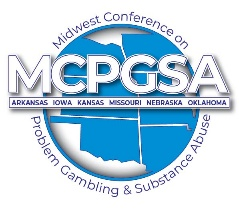 Midwest Conference on
MCPGSA
ARKANSAS IOWA KANSAS MISSOURI NEBRASKA OKLAHOMA
Problem Gambling & Substance Abuse